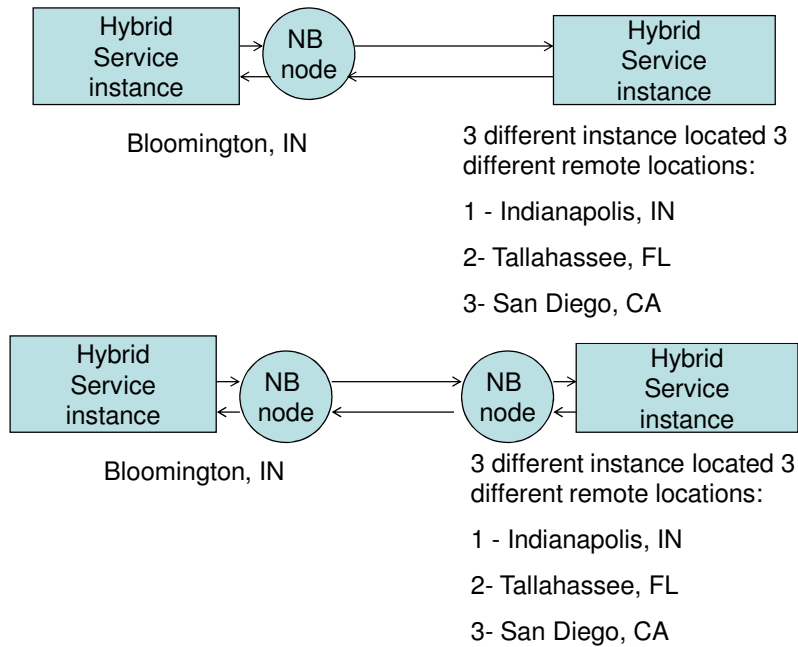 Hybrid
Service
instance
NB
node
Hybrid
Service
instance
Bloomington, IN
3 different instance located 3
different remote locations:
1 - Indianapolis, IN
2- Tallahassee, FL
3- San Diego, CA
Hybrid
Service
instance
NB
node
NB
node
Hybrid
Service
instance
Bloomington, IN
3 different instance located 3
different remote locations:
1 - Indianapolis, IN
2- Tallahassee, FL
3- San Diego, CA